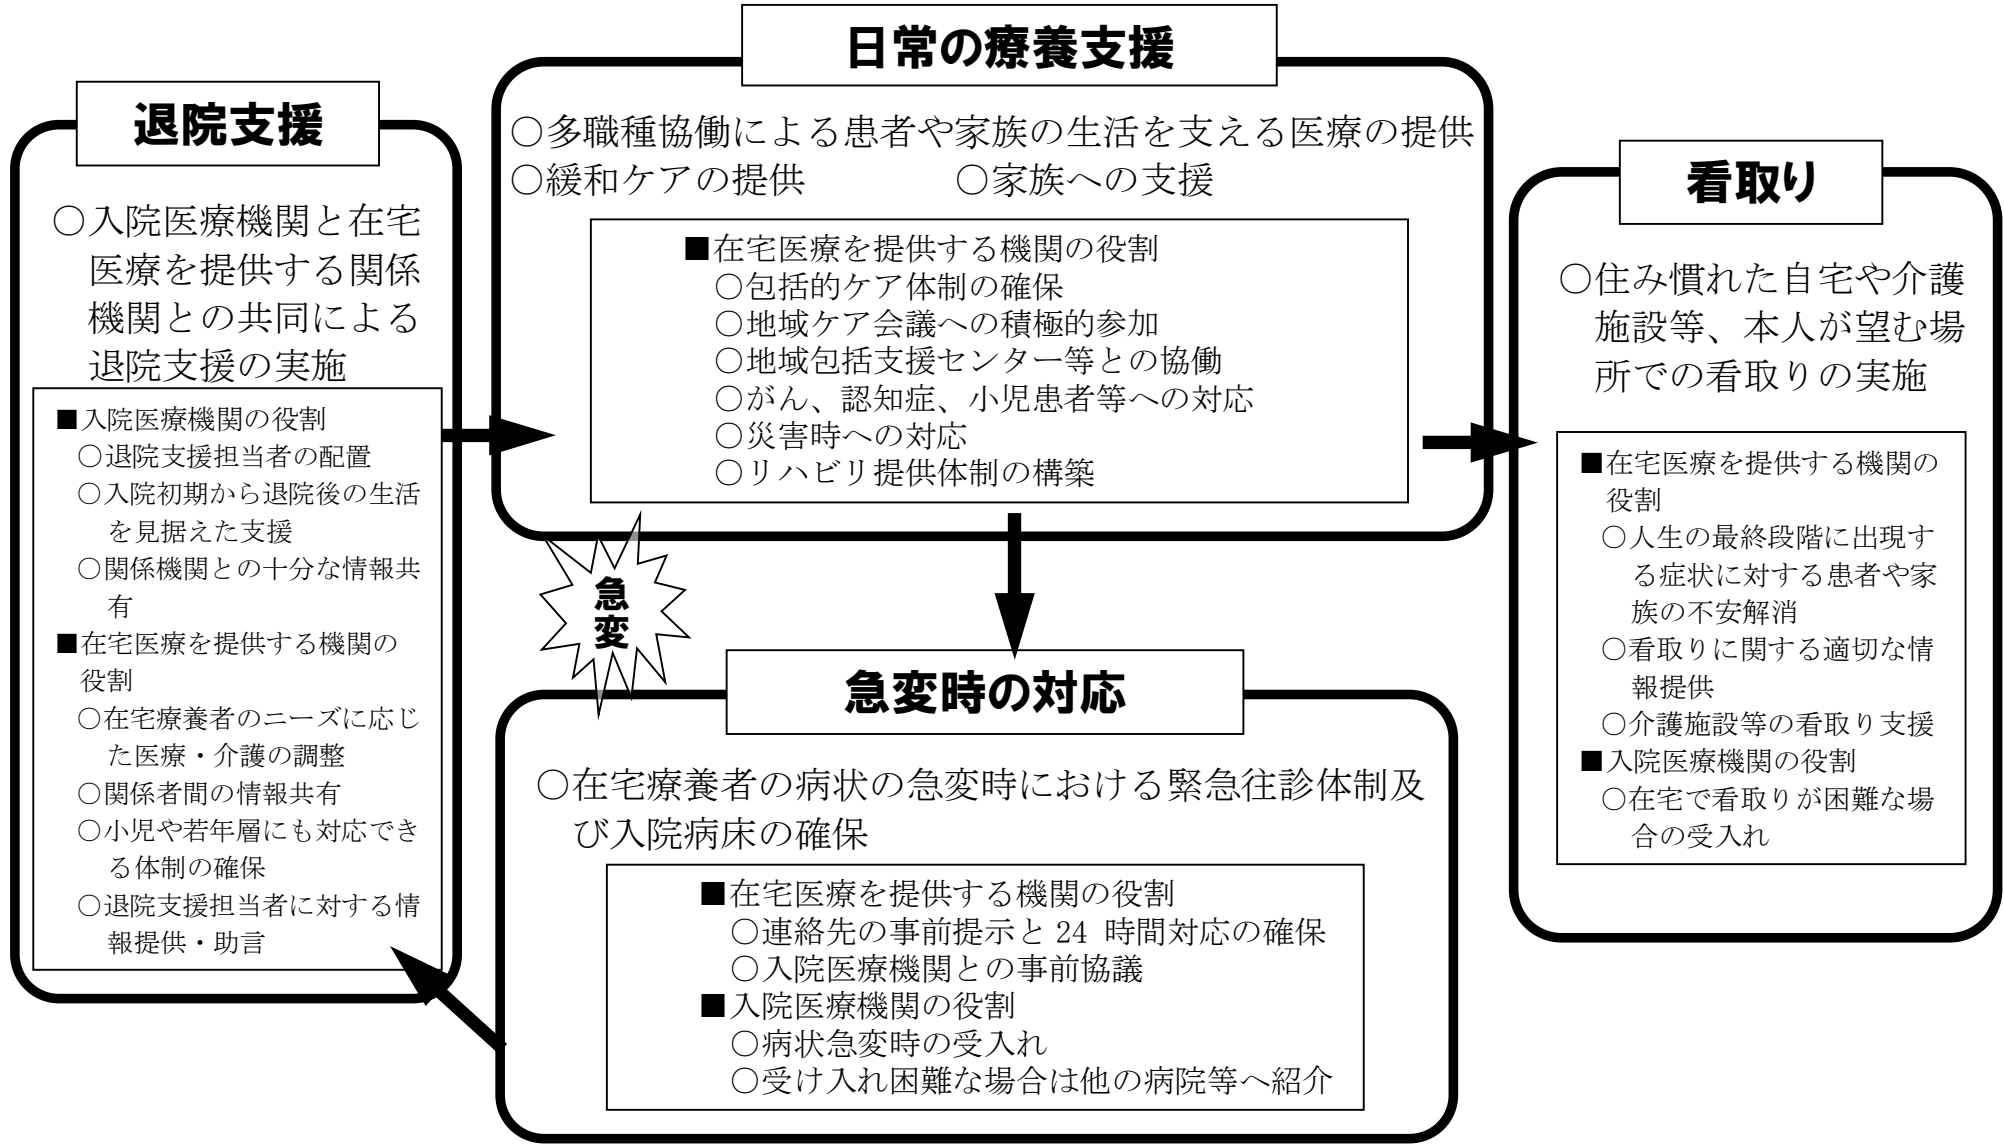 退院支援
○入院医療機関と在宅
医療を提供する関係
機関との共同による
退院支援の実施
■入院医療機関の役割
○退院支援担当者の配置
○入院初期から退院後の生活
を見据えた支援
○関係機関との十分な情報共
有
■在宅医療を提供する機関の
役割
○在宅療養者のニーズに応じ
た医療・介護の調整
○関係者間の情報共有
○小児や若年層にも対応でき
る体制の確保
○退院支援担当者に対する情
報提供・助言
日常の療養支援
○多職種協働による患者や家族の生活を支える医療の提供
○緩和ケアの提供　　　　○家族への支援
■在宅医療を提供する機関の役割
○包括的ケア体制の確保
○地域ケア会議への積極的参加
○地域包括支援センター等との協働
○がん、認知症、小児患者等への対応
○災害時への対応
○リハビリ提供体制の構築
急
変
急変時の対応
○在宅療養者の病状の急変時における緊急往診体制及
び入院病床の確保
■在宅医療を提供する機関の役割
○連絡先の事前提示と 24 時間対応の確保
○入院医療機関との事前協議
■入院医療機関の役割
○病状急変時の受入れ
○受け入れ困難な場合は他の病院等へ紹介
看取り
○住み慣れた自宅や介護
施設等、本人が望む場
所での看取りの実施
■在宅医療を提供する機関の
役割
○人生の最終段階に出現す
る症状に対する患者や家
族の不安解消
○看取りに関する適切な情
報提供
○介護施設等の看取り支援
■入院医療機関の役割
○在宅で看取りが困難な場
合の受入れ